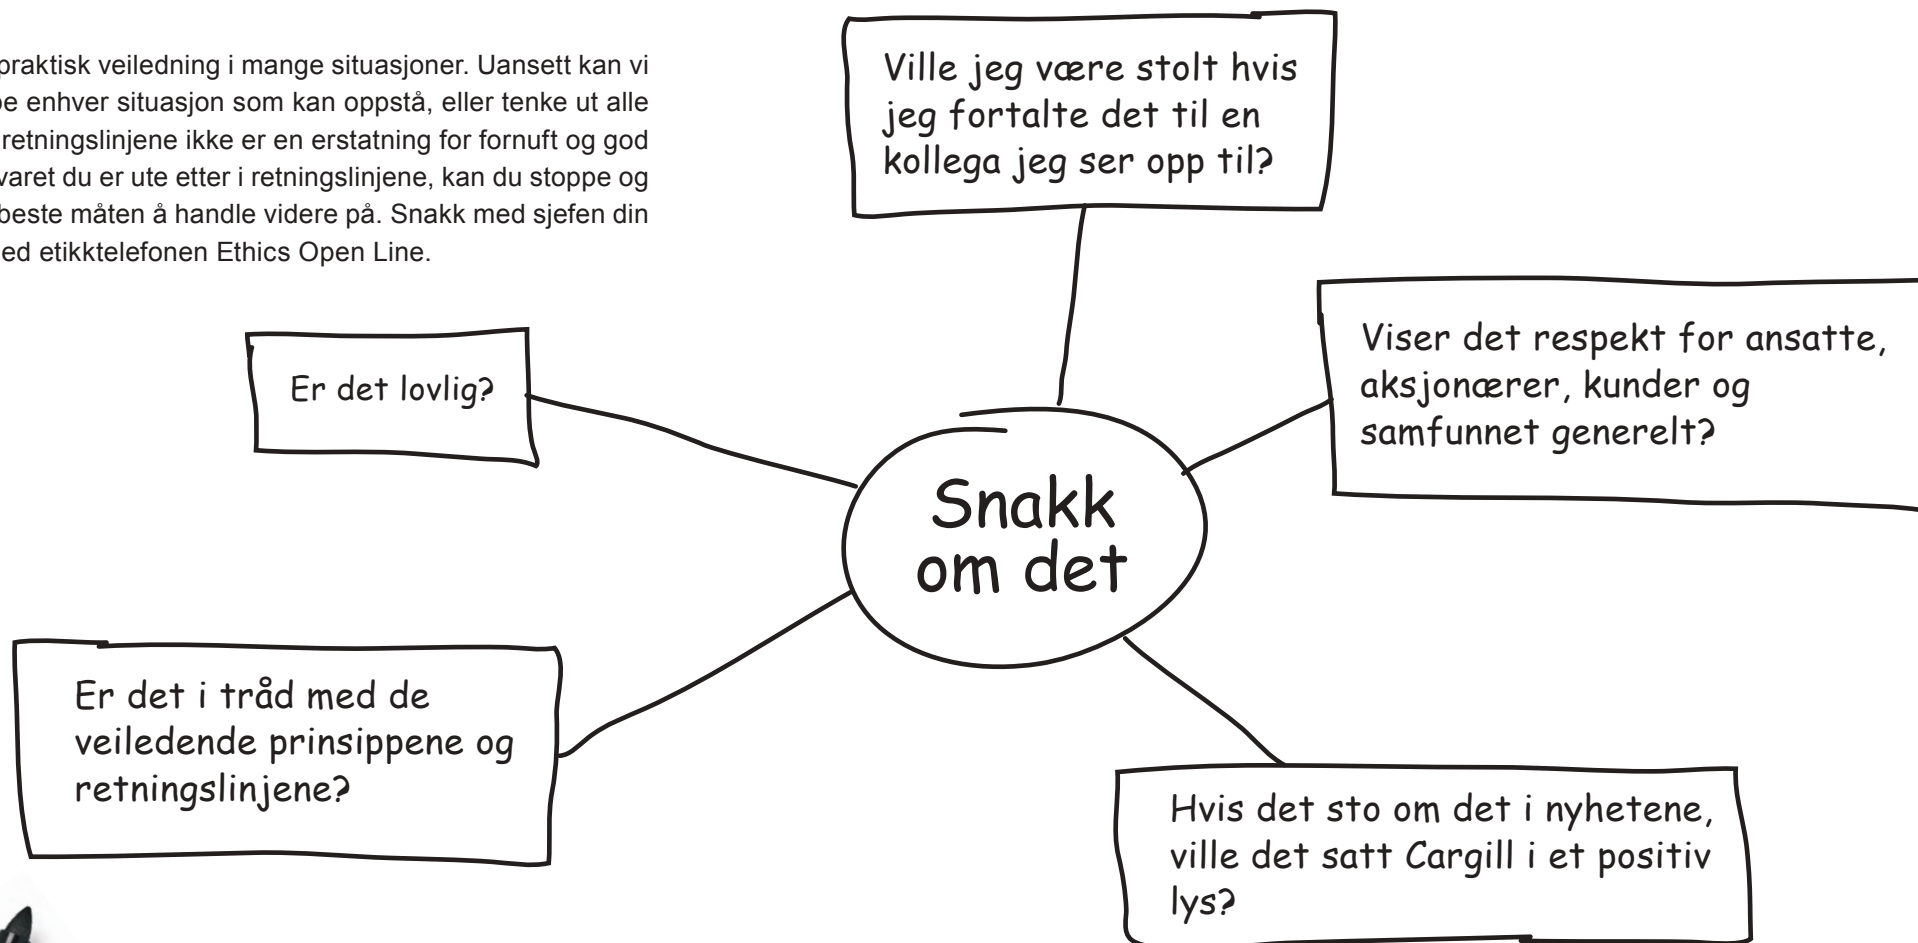 praktisk veiledning i mange situasjoner. Uansett kan vi
enhver situasjon som kan oppstå, eller tenke ut alle
retningslinjene ikke er en erstatning for fornuft og god
varet du er ute etter i retningslinjene, kan du stoppe og
beste måten å handle videre på. Snakk med sjefen din
ed etikktelefonen Ethics Open Line.
Ville jeg være stolt hvis
jeg fortalte det til en
kollega jeg ser opp til?
Er det lovlig?
Viser det respekt for ansatte,
aksjonærer, kunder og
samfunnet generelt?
Snakk
om det
Er det i tråd med de
veiledende prinsippene og
retningslinjene?
Hvis det sto om det i nyhetene,
ville det satt Cargill i et positiv
lys?